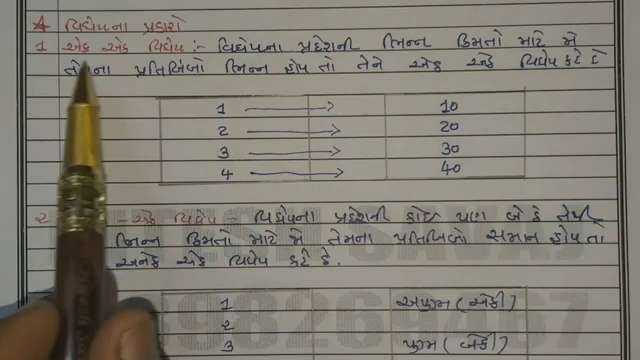 * વિધેયના પ્રકારો
1 એક એક વિધેય :- વિધેયના પ્રદેશની ભિન્ન કિંમતો માટે જો
ના પ્રતિબિંબો ભિન્ન હોય તો તેને એક એક વિધેય કહે છે
1 → 10
2 → 20
3 → 30
4 → 40
૨ - એક વિધેય - વિધેયના પ્રદેશની કોઇ પણ બે કે તેથી
ભિન્ન કિંમતો માટે જો તેમના પ્રતિબિંબો સમાન હોય તો
અનેક એક વિધેય કહે છે.
1 અયુગ્મ (એકી)
2
3 યુગ્મ (બેકી)